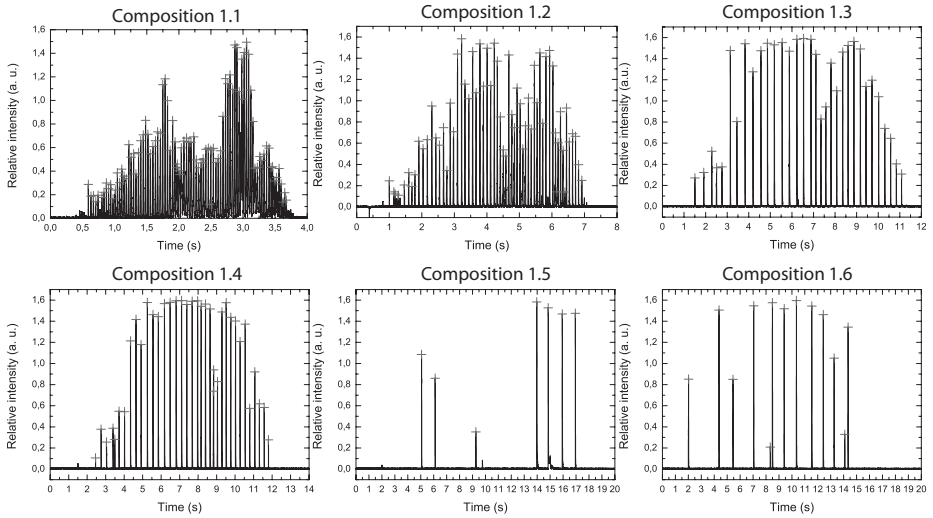 Composition 1.1
Relative intensity (a. u.)
1,6
1,4
1,2
1,0
0,8
0,6
0,4
0,2
0,0
0,0 0,5 1,0 1,5 2,0 2,5 3,0 3,5 4,0
Time (s)
Composition 1.2
Relative intensity (a. u.)
1,6
1,4
1,2
1,0
0,8
0,6
0,4
0,2
0,0
0 1 2 3 4 5 6 7 8
Time (s)
Composition 1.3
Relative intensity (a.u.)
1,6
1,4
1,2
1,0
0,8
0,6
0,4
0,2
0,0
0 1 2 3 4 5 6 7 8 9 10 11 12
Time (s)
Composition 1.4
Relative intensity (a. u.)
1,6
1,4
1,2
1,0
0,8
0,6
0,4
0,2
0,0
0 1 2 3 4 5 6 7 8 9 10 11 12 13 14
Time (s)
Composition 1.5
Relative intensity (a. u.)
1,6
1,4
1,2
1,0
0,8
0,6
0,4
0,2
0,0
0 1 2 3 4 5 6 7 8 9 10 11 12 13 14 15 16 17 18 19 20
Time (s)
Composition 1.6
Relative intensity (a. u.)
1,6
1,4
1,2
1,0
0,8
0,6
0,4
0,2
0,0
0 1 2 3 4 5 6 7 8 9 10 11 12 13 14 15 16 17 18 19 20
Time (s)